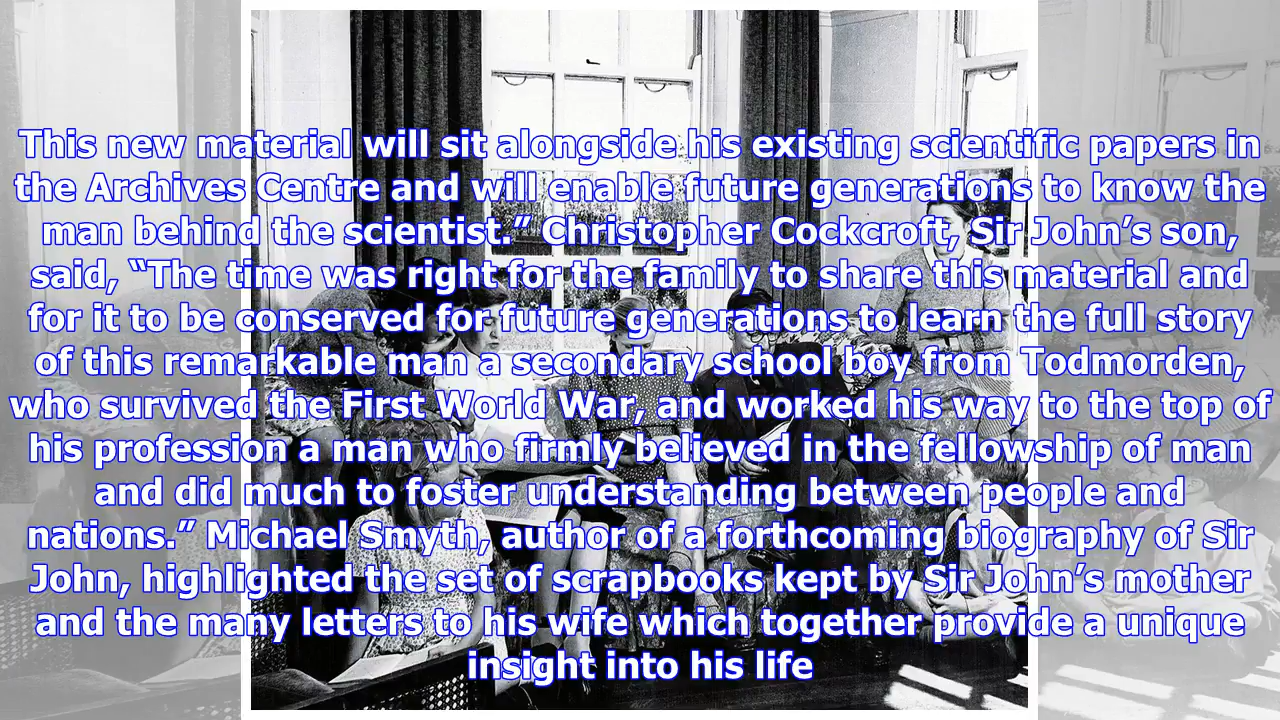 This new material will sit alongside his existing scientific papers in
the Archives Centre and will enable future generations to know the
man behind the scientist.” Christopher Cockcroft, Sir John’s son,
said, “The time was right for the family to share this material and
for it to be conserved for future generations to learn the full story
of this remarkable man a secondary school boy from Todmorden,
who survived the First World War, and worked his way to the top of
his profession a man who firmly believed in the fellowship of man
and did much to foster understanding between people and
nations.” Michael Smyth, author of a forthcoming biography of Sir
John, highlighted the set of scrapbooks kept by Sir John’s mother
and the many letters to his wife which together provide a unique
insight into his life